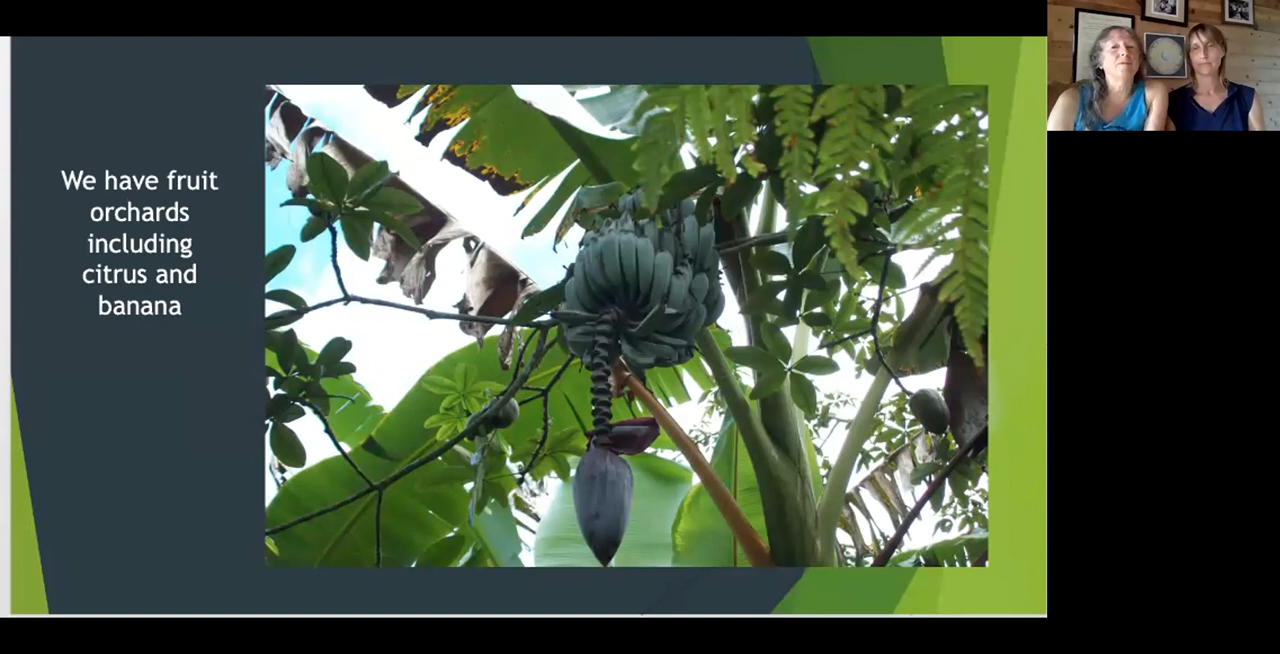 We have fruit
orchards
including
citrus and
banana